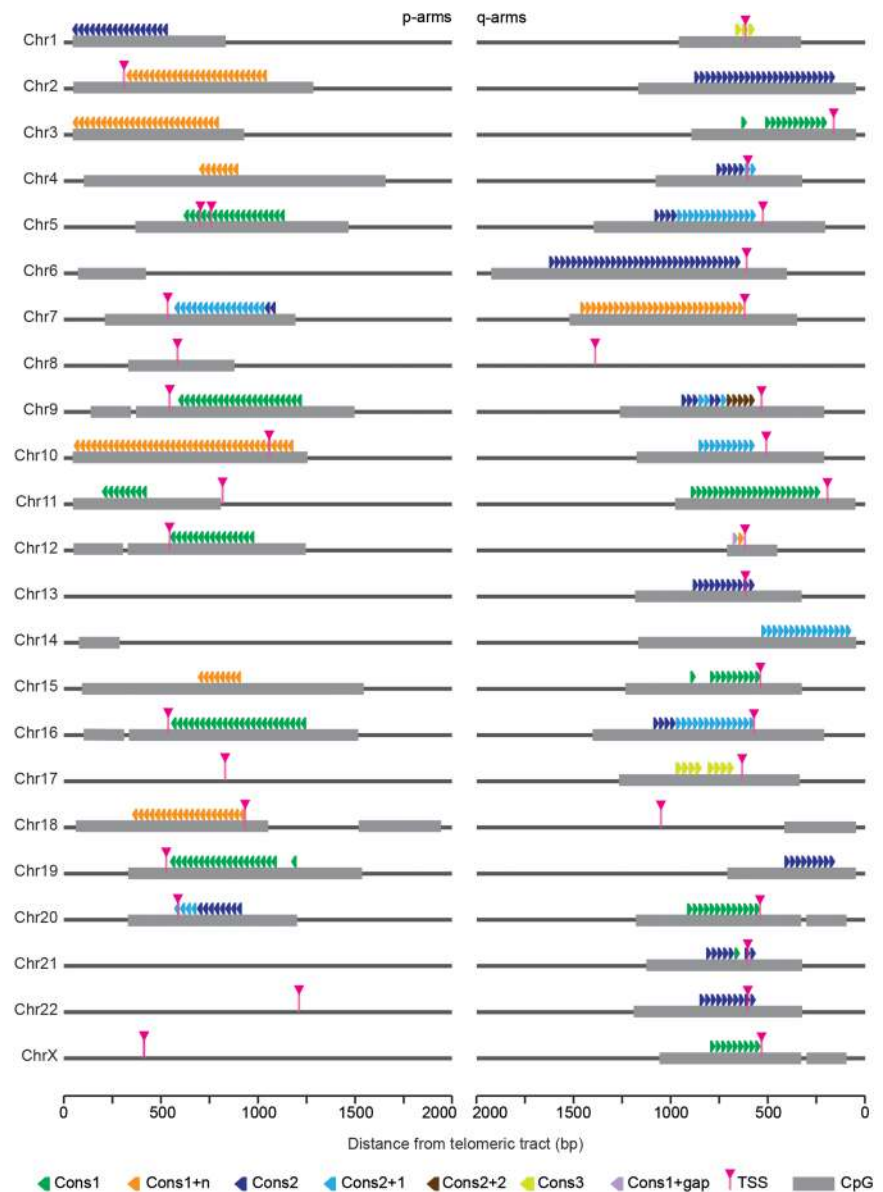 p-arms
q-arms
Chr1
Chr2
Chr3
Chr4
Chr5
Chr6
Chr7
Chr8
Chr9
Chr10
Chr11
Chr12
Chr13
Chr14
Chr15
Chr16
Chr17
Chr18
Chr19
Chr20
Chr21
Chr22
ChrX
0 500 1000 1500 2000
2000 1500 1000 500 0
Distance from telomeric tract (bp)
Cons1 Cons1+n Cons2 Cons2+1 Cons2+2 Cons3 Cons1+gap TSS CpG